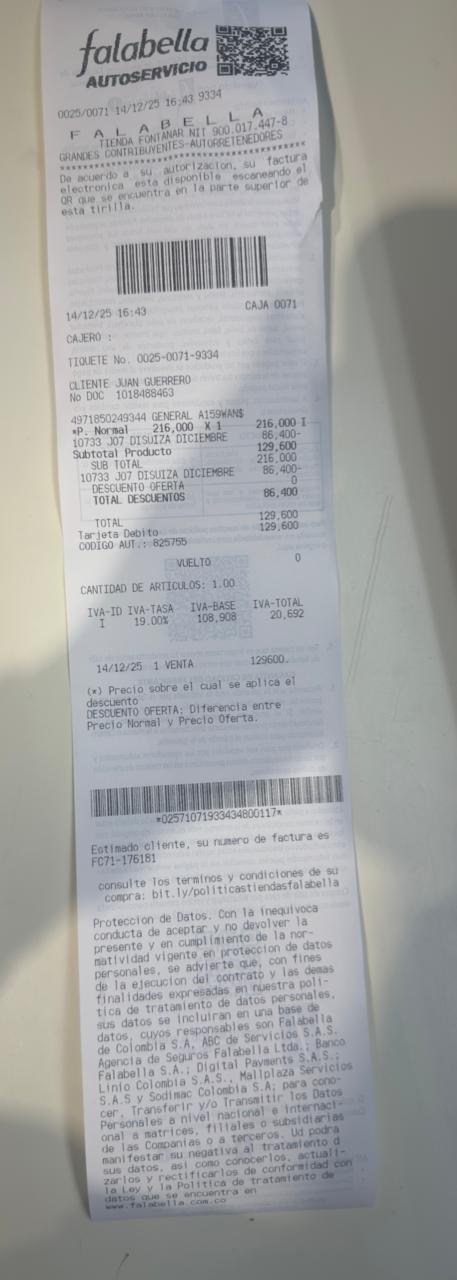 falabella
AUTOSERVICIO
0025/0071 14/12/25 16:43 9334
F A L A B E L L A
TIENDA FONTANAR NIT 900.017.447-8
GRANDES CONTRIBUYENTES-AUTORRETENEDORES
****************************************
De acuerdo a su autorizacion, su factura
electronica esta disponible escaneando el
QR que se encuentra en la parte superior de
esta tirilla.
14/12/25 16:43 CAJA 0071
CAJERO :
TIQUETE No. 0025-0071-9334
CLIENTE JUAN GUERRERO
No DOC 1018488463
4971850249344 GENERAL A159WAN$
*P. Normal 216,000 X 1 216,000 I
10733 J07 DISUIZA DICIEMBRE 86,400-
Subtotal Producto 129,600
SUB TOTAL 216,000
10733 J07 DISUIZA DICIEMBRE 86,400-
DESCUENTO OFERTA 0
TOTAL DESCUENTOS 86,400
TOTAL 129,600
Tarjeta Debito 129,600
CODIGO AUT.: 825755
VUELTO 0
CANTIDAD DE ARTICULOS: 1.00
IVA-ID IVA-TASA IVA-BASE IVA-TOTAL
I 19.00% 108,908 20,692
14/12/25 1 VENTA 129600.
(*) Precio sobre el cual se aplica el
descuento
DESCUENTO OFERTA: Diferencia entre
Precio Normal y Precio Oferta.
*02571071933434800117*
Estimado cliente, su numero de factura es
FC71-176181
consulte los terminos y condiciones de su
compra: bit.ly/politicastiendasfalabella
Proteccion de Datos. Con la inequivoca
conducta de aceptar y no devolver la
presente y en cumplimiento de la nor-
matividad vigente en proteccion de datos
personales, se advierte que, con fines
de la ejecucion del contrato y las demas
finalidades expresadas en nuestra poli-
tica de tratamiento de datos personales,
sus datos se incluiran en una base de
datos, cuyos responsables son Falabella
de Colombia S.A, ABC de Servicios S.A.S.
Agencia de Seguros Falabella Ltda.; Banco
Falabella S.A.; Digital Payments S.A.S.;
Linio Colombia S.A.S., Mallplaza Servicios
S.A.S y Sodimac Colombia S.A; para cono-
cer, Transferir y/o Transmitir los Datos
Personales a nivel nacional e internaci-
onal a matrices, filiales o subsidiarias
de las Companias o a terceros. Ud podra
manifestar su negativa al tratamiento d
sus datos, asi como conocerlos, actuali-
zarlos y rectificarlos de conformidad con
la Ley y la Politica de tratamiento de
datos que se encuentra en
www.falabella.com.co